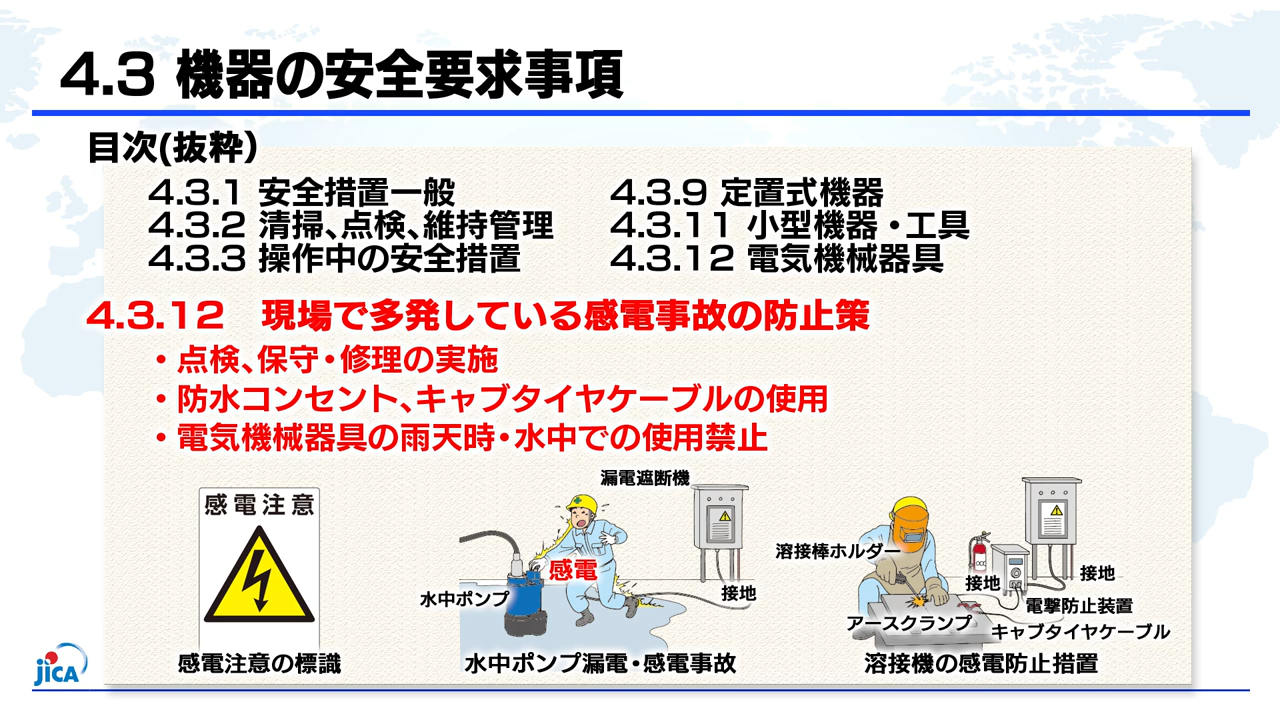 4.3 機器の安全要求事項
目次(抜粋)
4.3.1 安全措置一般
4.3.2 清掃、点検、維持管理
4.3.3 操作中の安全措置
4.3.9 定置式機器
4.3.11 小型機器・工具
4.3.12 電気機械器具
4.3.12 現場で多発している感電事故の防止策
・点検、保守・修理の実施
・防水コンセント、キャブタイヤケーブルの使用
・電気機械器具の雨天時・水中での使用禁止
感電注意
感電注意の標識
漏電遮断機
感電
水中ポンプ
接地
水中ポンプ漏電・感電事故
溶接棒ホルダー
接地
接地
電撃防止装置
アースクランプ
キャブタイヤケーブル
溶接機の感電防止措置
jICA